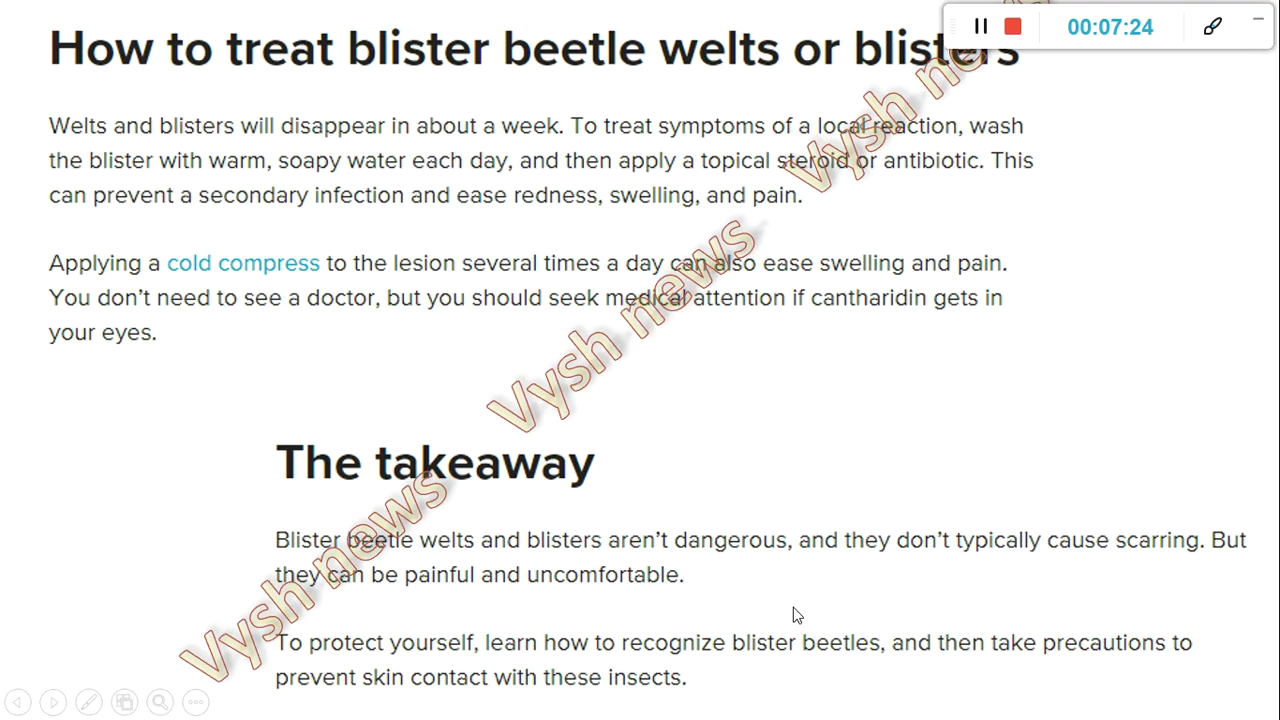 How to treat blister beetle welts or blisters
00:07:24
Welts and blisters will disappear in about a week. To treat symptoms of a local reaction, wash
the blister with warm, soapy water each day, and then apply a topical steroid or antibiotic. This
can prevent a secondary infection and ease redness, swelling, and pain.
Applying a cold compress to the lesion several times a day can also ease swelling and pain.
You don’t need to see a doctor, but you should seek medical attention if cantharidin gets in
your eyes.
Vysh ne
Vysh news
The takeaway
Blister beetle welts and blisters aren’t dangerous, and they don’t typically cause scarring. But
they can be painful and uncomfortable.
Vysh news
To protect yourself, learn how to recognize blister beetles, and then take precautions to
prevent skin contact with these insects.